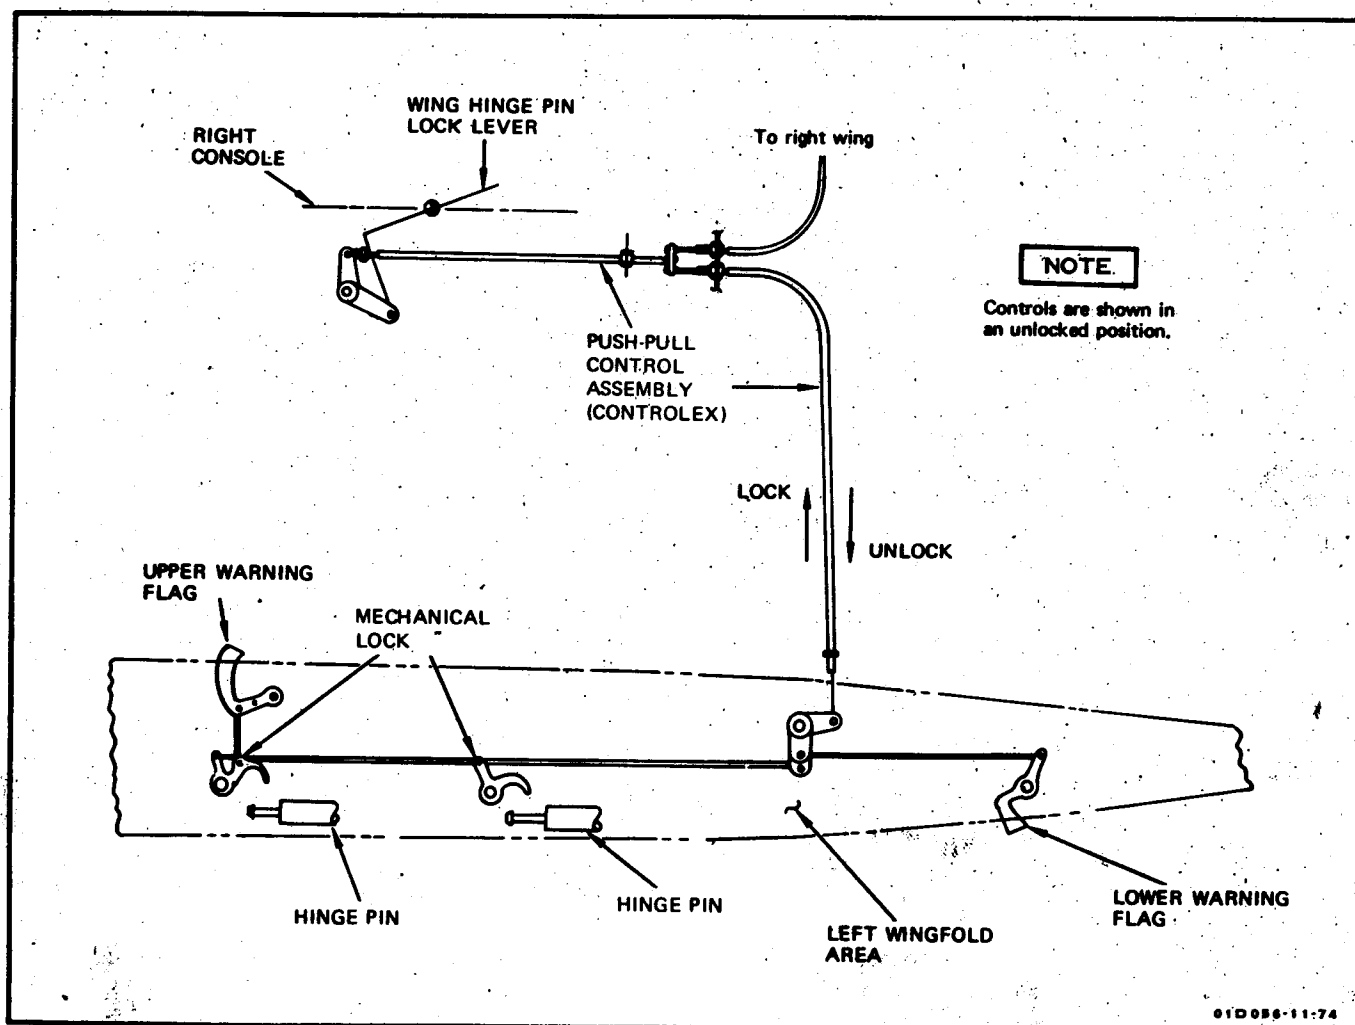 WING HINGE PIN
LOCK LEVER
RIGHT
CONSOLE
To right wing
NOTE
Controls are shown in
an unlocked position.
PUSH-PULL
CONTROL
ASSEMBLY
(CONTROLEX)
LOCK
UNLOCK
UPPER WARNING
FLAG
MECHANICAL
LOCK
HINGE PIN
HINGE PIN
LEFT WINGFOLD
AREA
LOWER WARNING
FLAG
01D056-11-74